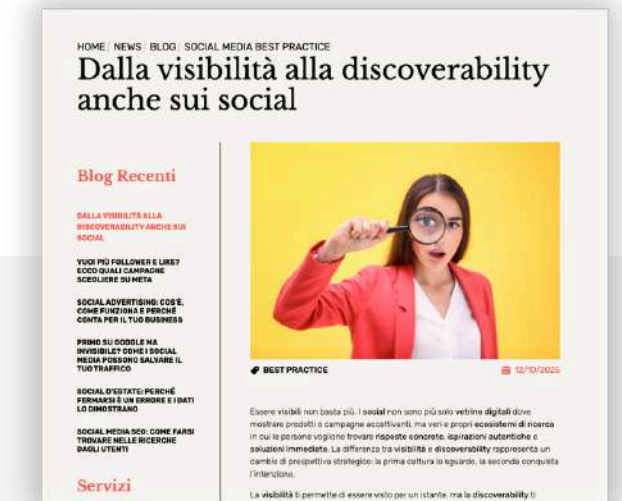 HOME / NEWS / BLOG / SOCIAL MEDIA BEST PRACTICE
Dalla visibilità alla discoverability
anche sui social
Blog Recenti
DALLA VISIBILITÀ ALLA
DISCOVERABILITY ANCHE SUI
SOCIAL
VUOI PIÙ FOLLOWER E LIKE?
ECCO QUALI CAMPAGNE
SCEGLIERE SU META
SOCIAL ADVERTISING: COS'È,
COME FUNZIONA E PERCHÉ
CONTA PER IL TUO BUSINESS
PRIMO SU GOOGLE MA
INVISIBILE? COME I SOCIAL
MEDIA POSSONO SALVARE IL
TUO TRAFFICO
SOCIAL D'ESTATE: PERCHÉ
FERMARSI È UN ERRORE E I DATI
LO DIMOSTRANO
SOCIAL MEDIA SEO: COME FARSI
TROVARE NELLE RICERCHE
DAGLI UTENTI
Servizi
BEST PRACTICE
12/10/2025
Essere visibili non basta più. I social non sono più solo vetrine digitali dove
mostrare prodotti o campagne accattivanti, ma veri e propri ecosistemi di ricerca
in cui le persone vogliono trovare risposte concrete, ispirazioni autentiche e
soluzioni immediate. La differenza tra visibilità e discoverability rappresenta un
cambio di prospettiva strategico: la prima cattura lo sguardo, la seconda conquista
l'intenzione.
La visibilità ti permette di essere visto per un istante, ma la discoverability ti